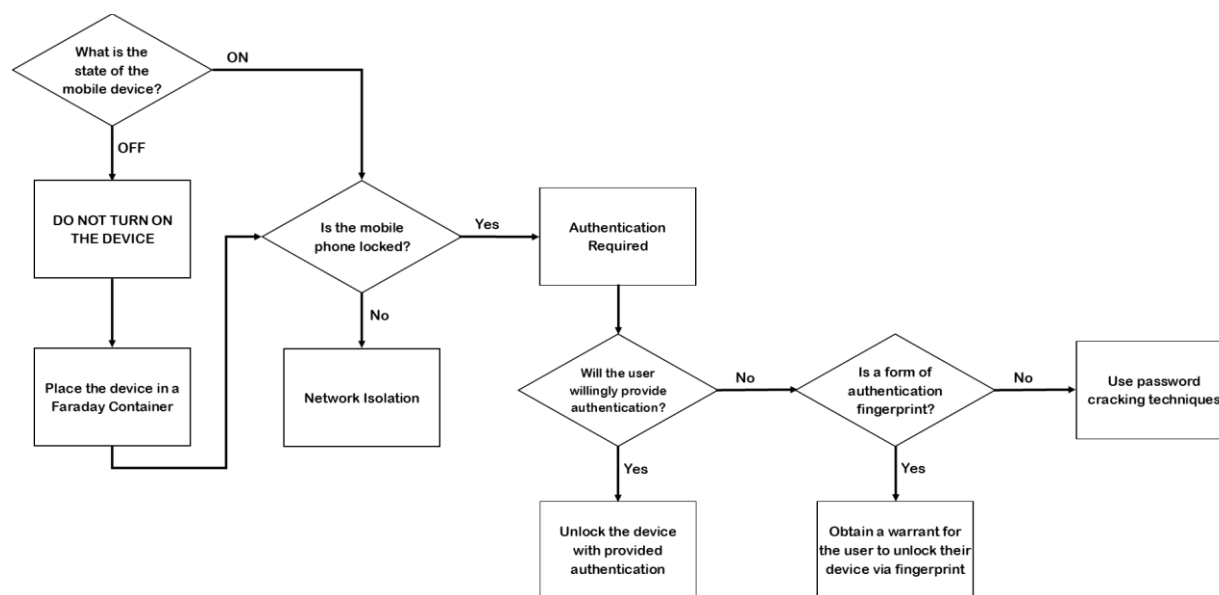 What is the
state of the
mobile device?
ON
OFF
DO NOT TURN ON
THE DEVICE
Place the device in a
Faraday Container
Is the mobile
phone locked?
Yes
No
Network Isolation
Authentication
Required
Will the user
willingly provide
authentication?
No
Yes
Unlock the device
with provided
authentication
Is a form of
authentication
fingerprint?
No
Yes
Obtain a warrant for
the user to unlock their
device via fingerprint
Use password
cracking techniques